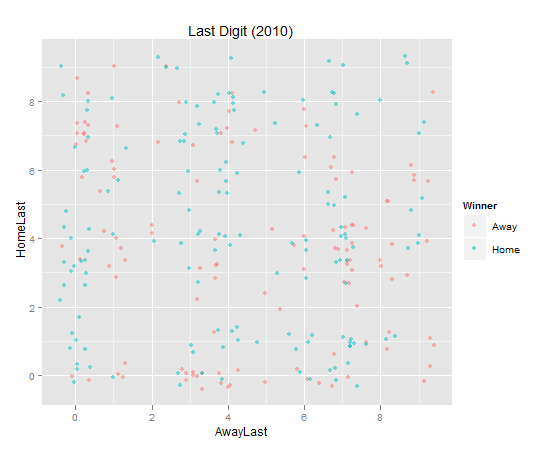 Last Digit (2010)
HomeLast
8
6
4
2
0
0 2 4 6 8
AwayLast
Winner
Away
Home